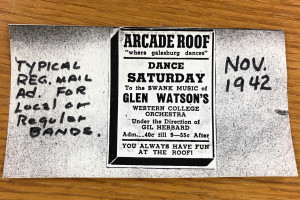 TYPICAL
REG. MAIL
Ad. FOR
Local or
Regular
BANDS.
ARCADE ROOF
"where galesburg dances"
DANCE
SATURDAY
To the SWANK MUSIC of
GLEN WATSON'S
WESTERN COLLEGE
ORCHESTRA
Under the Direction of
GIL HEBBARD
Adm...40c till 9—55c After
YOU ALWAYS HAVE FUN
AT THE ROOF!
NOV.
1942